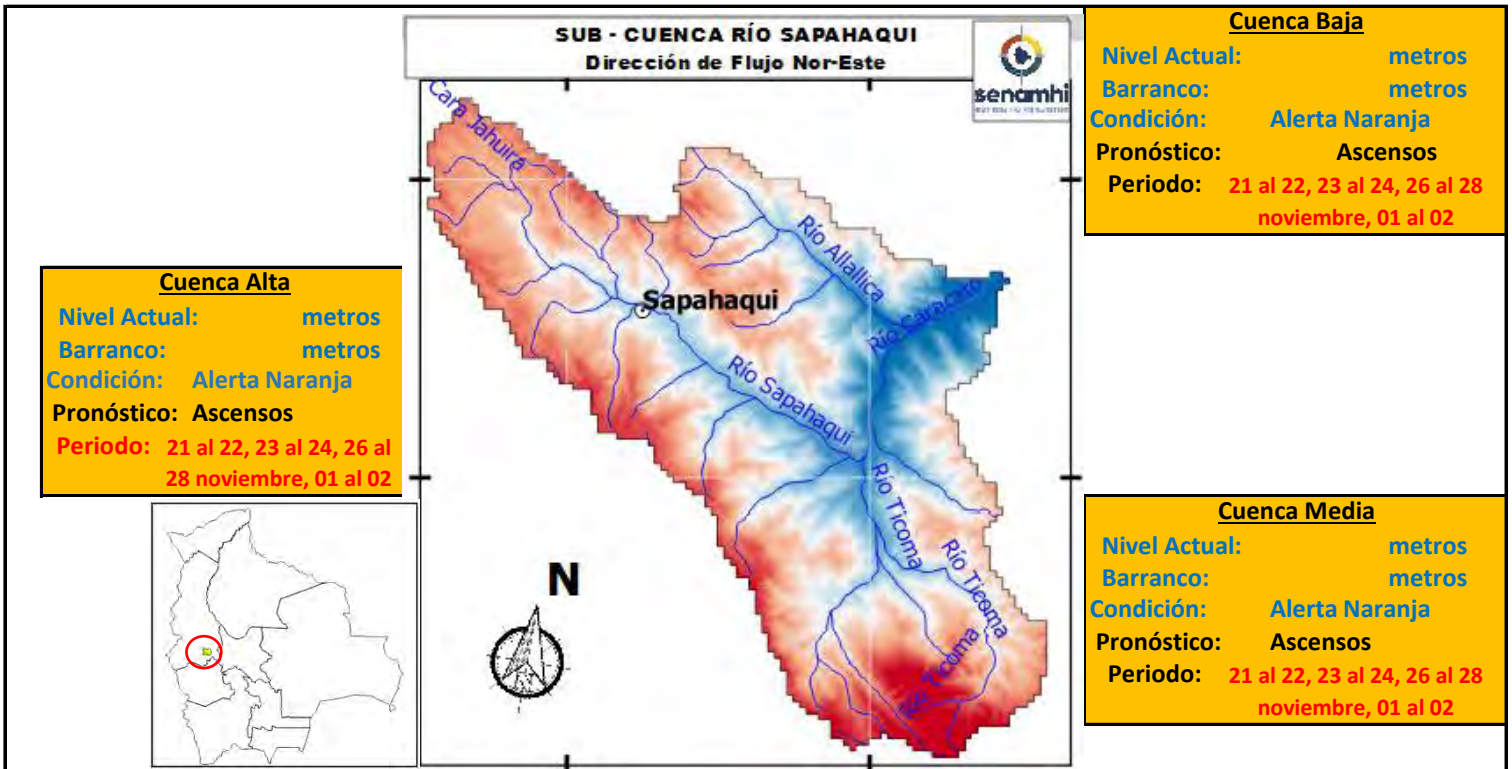 SUB - CUENCA RÍO SAPAHAQUI
Dirección de Flujo Nor-Este
senamhi
Cuenca Baja
Nivel Actual: metros
Barranco: metros
Condición: Alerta Naranja
Pronóstico: Ascensos
Periodo: 21 al 22, 23 al 24, 26 al 28
noviembre, 01 al 02
Cuenca Alta
Nivel Actual: metros
Barranco: metros
Condición: Alerta Naranja
Pronóstico: Ascensos
Periodo: 21 al 22, 23 al 24, 26 al
28 noviembre, 01 al 02
Cara Jahuira
Río Allallica
Sapahaqui
Río Caracato
Río Sapahaqui
Río Ticoma
Río Ticoma
Río Ticoma
N
Cuenca Media
Nivel Actual: metros
Barranco: metros
Condición: Alerta Naranja
Pronóstico: Ascensos
Periodo: 21 al 22, 23 al 24, 26 al 28
noviembre, 01 al 02